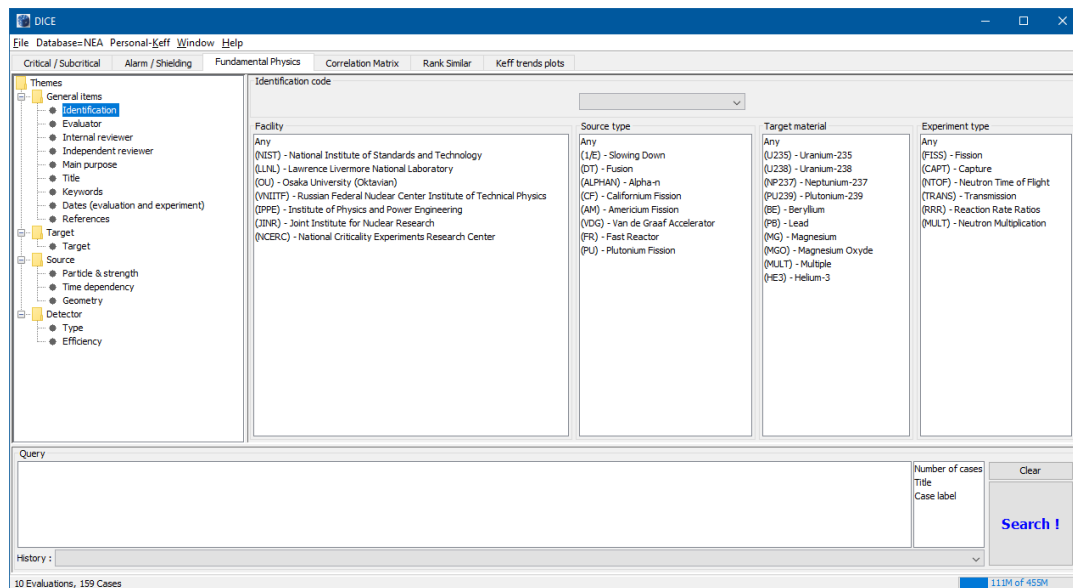 DICE
File Database=NEA Personal-Keff Window Help
Critical / Subcritical Alarm / Shielding Fundamental Physics Correlation Matrix Rank Similar Keff trends plots
Themes
General items
Identification
Evaluator
Internal reviewer
Independent reviewer
Main purpose
Title
Keywords
Dates (evaluation and experiment)
References
Target
Target
Source
Particle & strength
Time dependency
Geometry
Detector
Type
Efficiency
Identification code
Facility
Any
(NIST) - National Institute of Standards and Technology
(LLNL) - Lawrence Livermore National Laboratory
(OU) - Osaka University (Oktavian)
(VNIITF) - Russian Federal Nuclear Center Institute of Technical Physics
(IPPE) - Institute of Physics and Power Engineering
(JINR) - Joint Institute for Nuclear Research
(NCERC) - National Criticality Experiments Research Center
Source type
Any
(1/E) - Slowing Down
(DT) - Fusion
(ALPHAN) - Alpha-n
(CF) - Californium Fission
(AM) - Americium Fission
(VDG) - Van de Graaf Accelerator
(FR) - Fast Reactor
(PU) - Plutonium Fission
Target material
Any
(U235) - Uranium-235
(U238) - Uranium-238
(NP237) - Neptunium-237
(PU239) - Plutonium-239
(BE) - Beryllium
(PB) - Lead
(MG) - Magnesium
(MGO) - Magnesium Oxyde
(MULT) - Multiple
(HE3) - Helium-3
Experiment type
Any
(FISS) - Fission
(CAPT) - Capture
(NTOF) - Neutron Time of Flight
(TRANS) - Transmission
(RRR) - Reaction Rate Ratios
(MULT) - Neutron Multiplication
Query
Number of cases
Title
Case label
Clear
Search !
History :
10 Evaluations, 159 Cases
111M of 455M